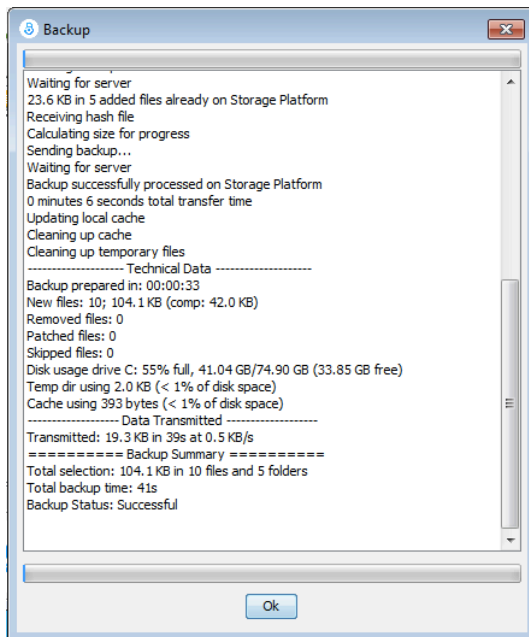 Backup
Waiting for server
23.6 KB in 5 added files already on Storage Platform
Receiving hash file
Calculating size for progress
Sending backup...
Waiting for server
Backup successfully processed on Storage Platform
0 minutes 6 seconds total transfer time
Updating local cache
Cleaning up cache
Cleaning up temporary files
-------------------- Technical Data --------------------
Backup prepared in: 00:00:33
New files: 10; 104.1 KB (comp: 42.0 KB)
Removed files: 0
Patched files: 0
Skipped files: 0
Disk usage drive C: 55% full, 41.04 GB/74.90 GB (33.85 GB free)
Temp dir using 2.0 KB (< 1% of disk space)
Cache using 393 bytes (< 1% of disk space)
------------------- Data Transmitted -------------------
Transmitted: 19.3 KB in 39s at 0.5 KB/s
========== Backup Summary ==========
Total selection: 104.1 KB in 10 files and 5 folders
Total backup time: 41s
Backup Status: Successful
Ok